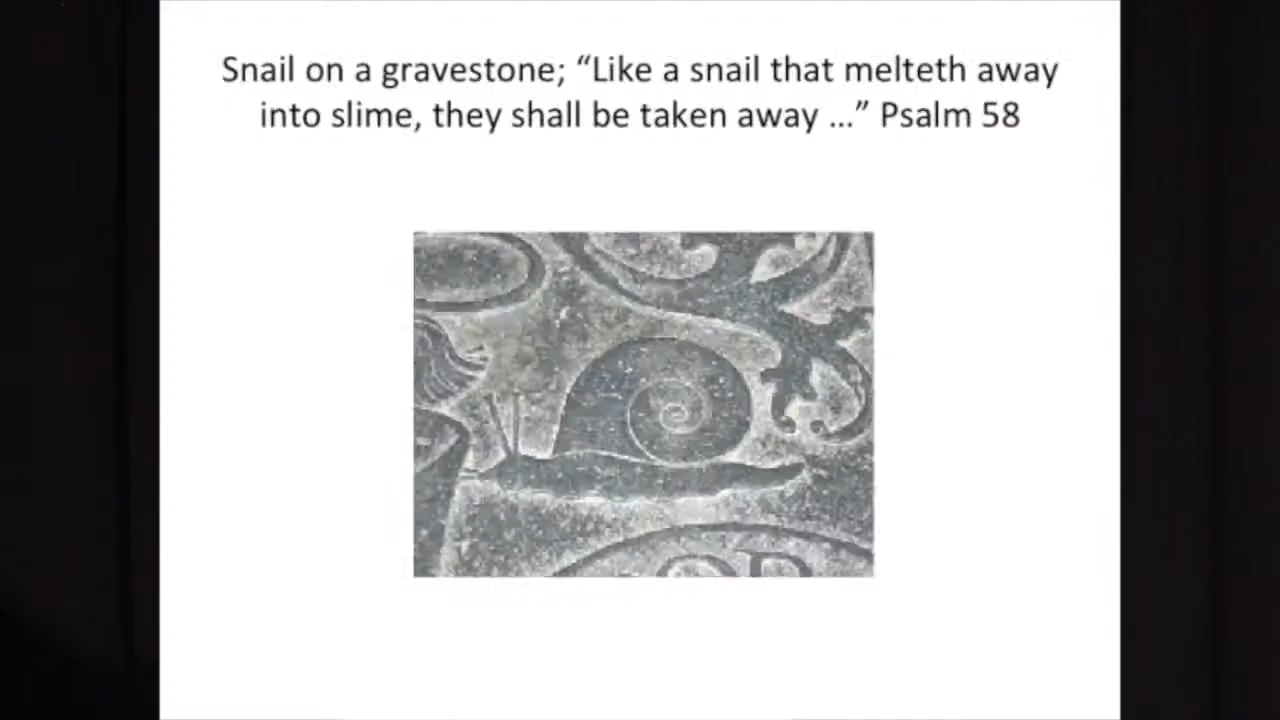 Snail on a gravestone; “Like a snail that melteth away
into slime, they shall be taken away …” Psalm 58